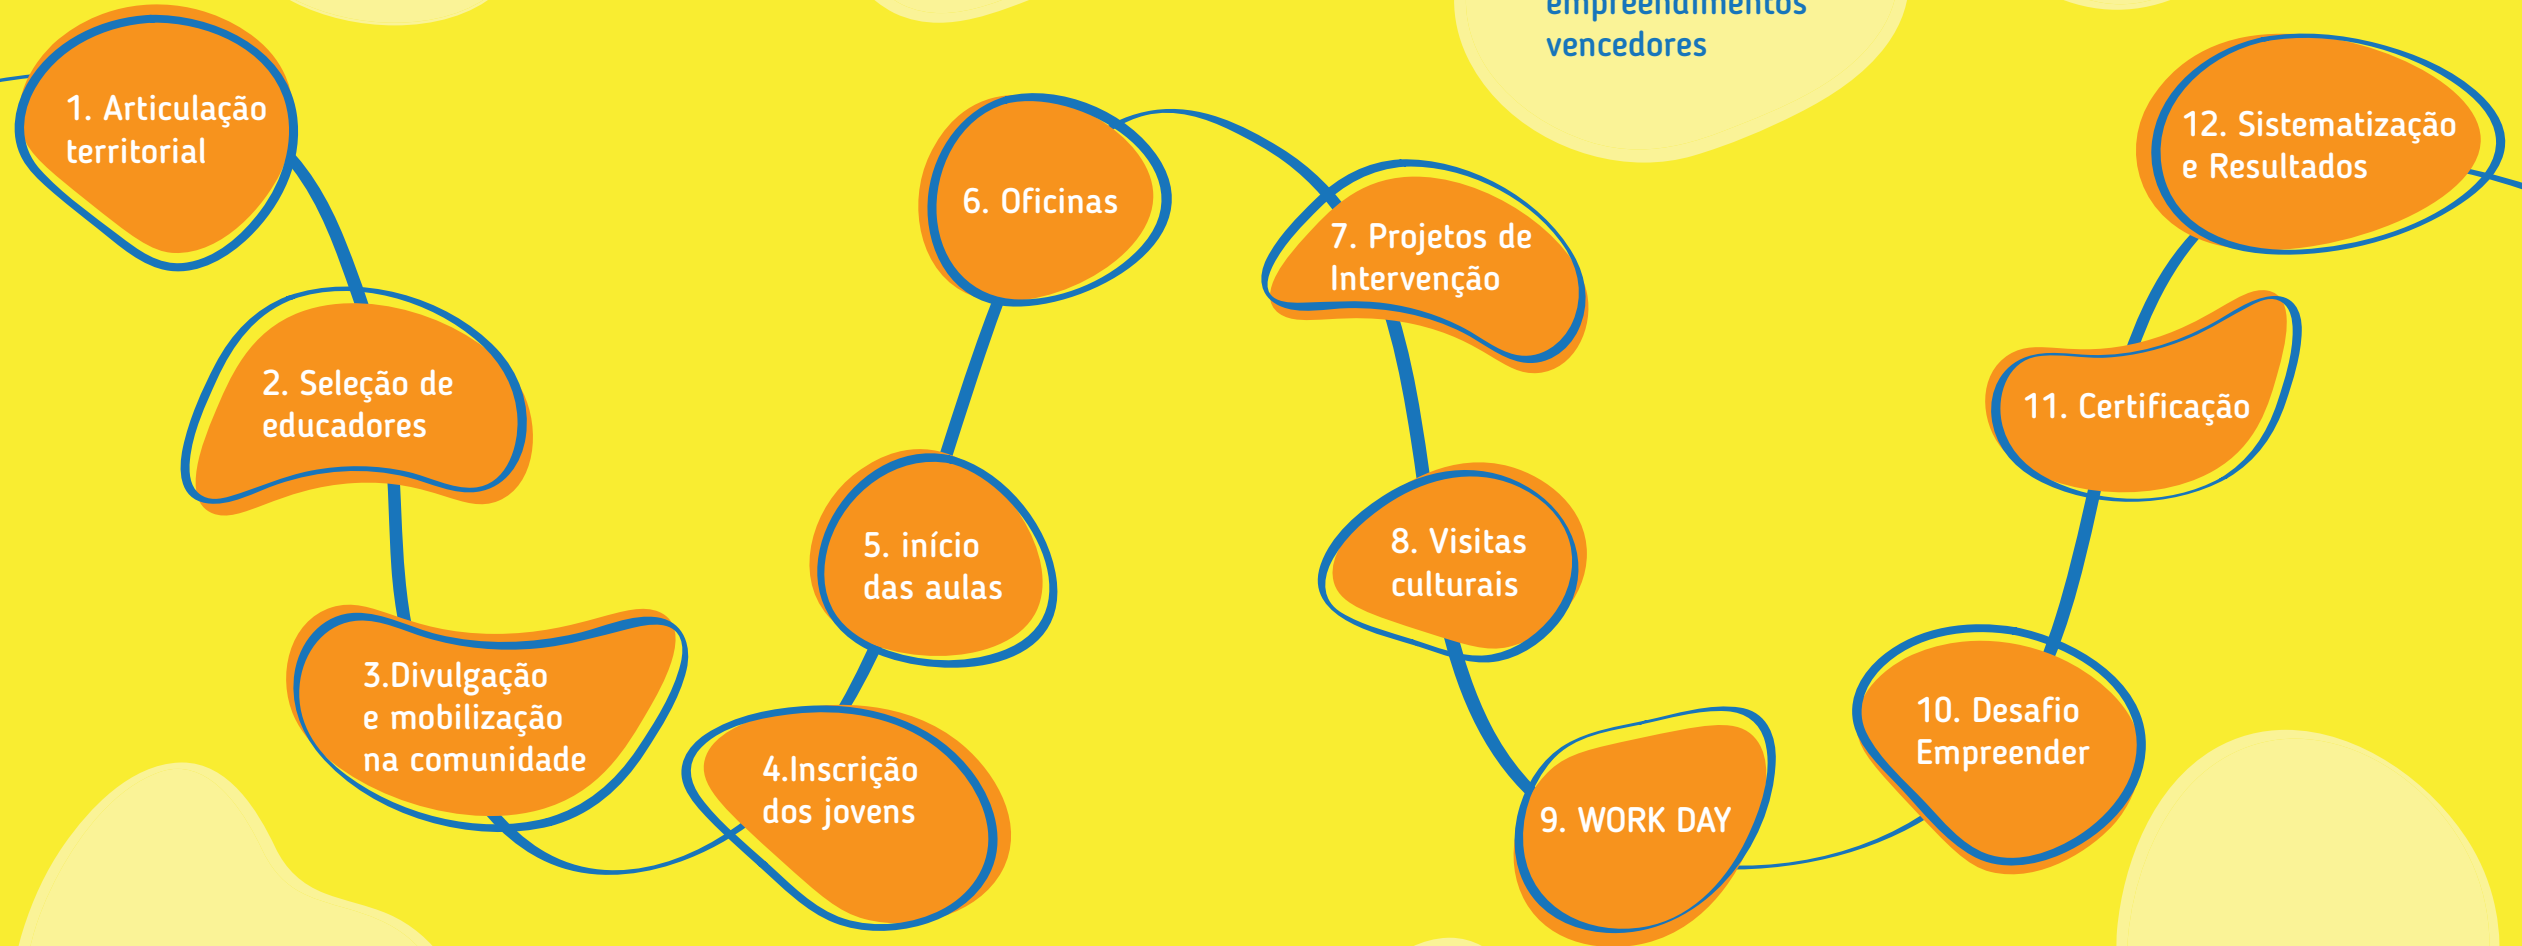 empreendimentos
vencedores
1. Articulação
territorial
2. Seleção de
educadores
3.Divulgação
e mobilização
na comunidade
4.Inscrição
dos jovens
5. início
das aulas
6. Oficinas
7. Projetos de
Intervenção
8. Visitas
culturais
9. WORK DAY
10. Desafio
Empreender
11. Certificação
12. Sistematização
e Resultados